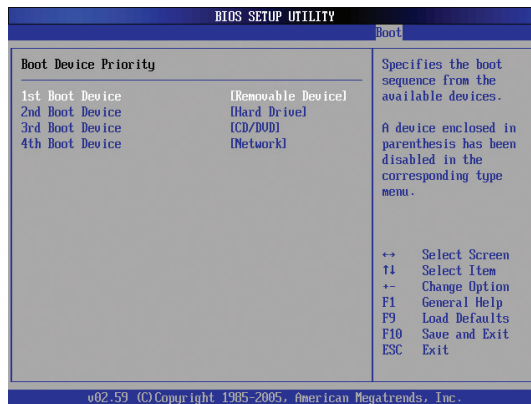 BIOS SETUP UTILITY
Boot
Boot Device Priority
1st Boot Device [Removable Device]
2nd Boot Device [Hard Drive]
3rd Boot Device [CD/DVD]
4th Boot Device [Network]
Specifies the boot
sequence from the
available devices.
A device enclosed in
parenthesis has been
disabled in the
corresponding type
menu.
↔ Select Screen
↑↓ Select Item
+- Change Option
F1 General Help
F9 Load Defaults
F10 Save and Exit
ESC Exit
v02.59 (C)Copyright 1985-2005, American Megatrends, Inc.